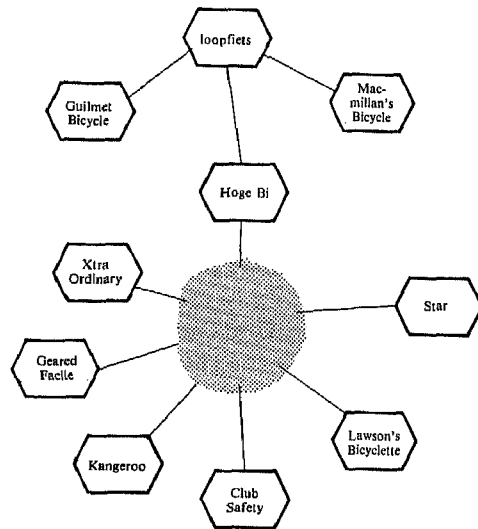 loopfiets
Guilmet
Bicycle
Mac-
millan's
Bicycle
Hoge Bi
Xtra
Ordinary
Star
Geared
Facile
Lawson's
Bicyclette
Kangeroo
Club
Safety